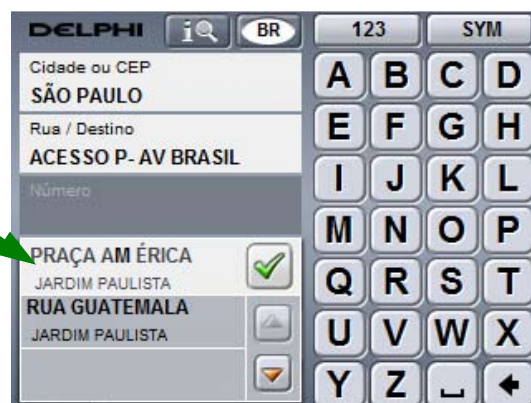 DELPHI i BR
Cidade ou CEP
SÃO PAULO
Rua / Destino
ACESSO P- AV BRASIL
Número
PRAÇA AM ÉRICA
JARDIM PAULISTA
RUA GUATEMALA
JARDIM PAULISTA
123 SYM
A B C D
E F G H
I J K L
M N O P
Q R S T
U V W X
Y Z